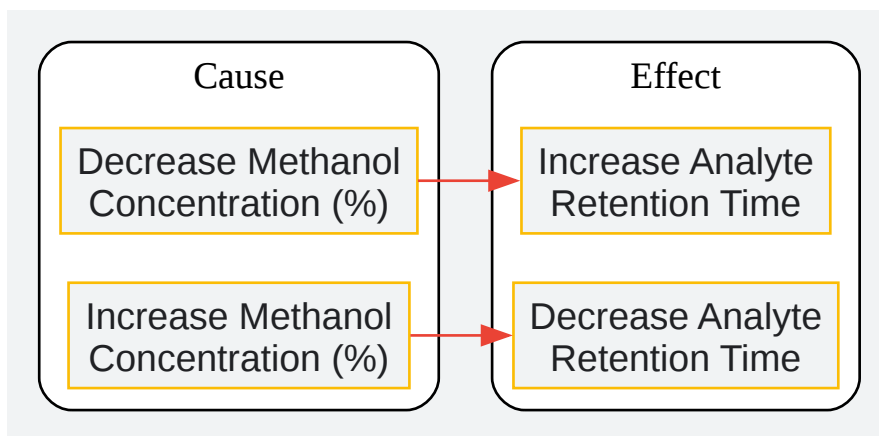 Cause
Decrease Methanol
Concentration (%)
Increase Methanol
Concentration (%)
Effect
Increase Analyte
Retention Time
Decrease Analyte
Retention Time